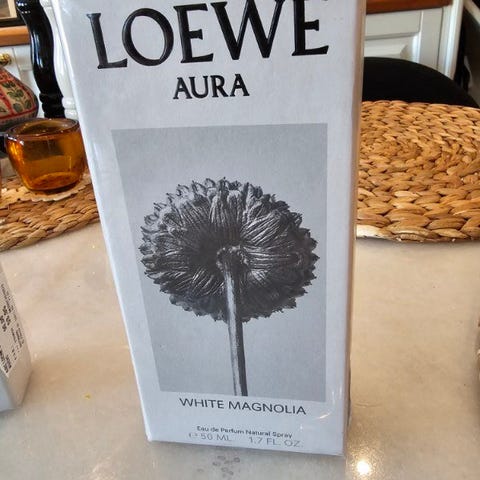 LOEWE
AURA
WHITE MAGNOLIA
Eau de Parfum Natural Spray
℮ 50 ML 1.7 FL. OZ.